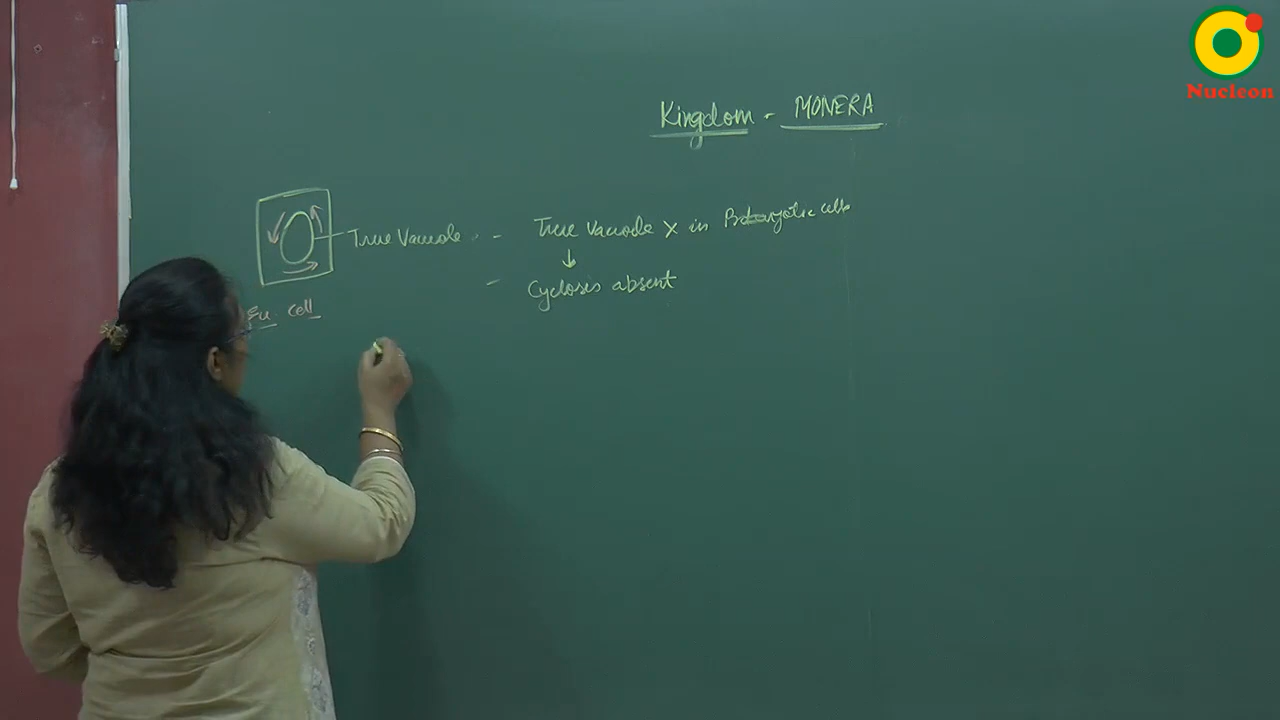 Nucleon
Kingdom - MONERA
True Vacuole - True Vacuole X in Prokaryotic cells
↓
- Cyclosis absent
Eu. cell